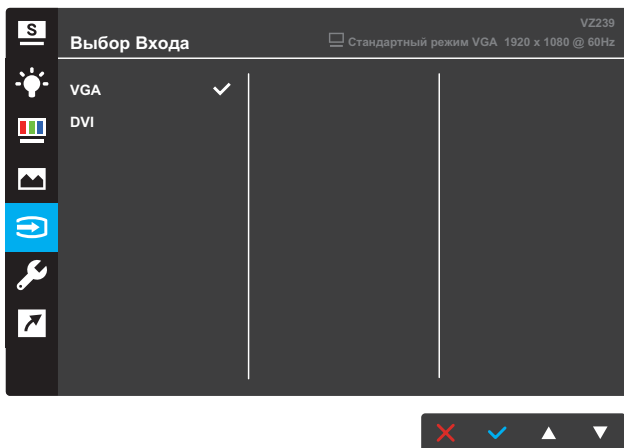 S
VZ239
Выбор Входа
Стандартный режим VGA 1920 x 1080 @ 60Hz
VGA
DVI